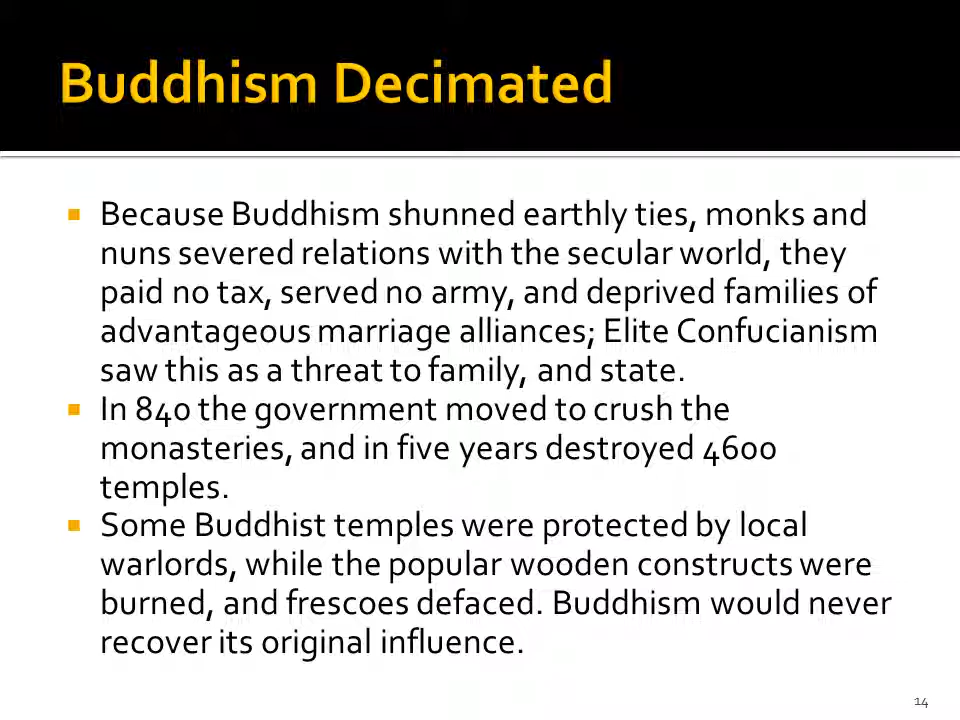 Buddhism Decimated
Because Buddhism shunned earthly ties, monks and
nuns severed relations with the secular world, they
paid no tax, served no army, and deprived families of
advantageous marriage alliances; Elite Confucianism
saw this as a threat to family, and state.
In 840 the government moved to crush the
monasteries, and in five years destroyed 4600
temples.
Some Buddhist temples were protected by local
warlords, while the popular wooden constructs were
burned, and frescoes defaced. Buddhism would never
recover its original influence.
14